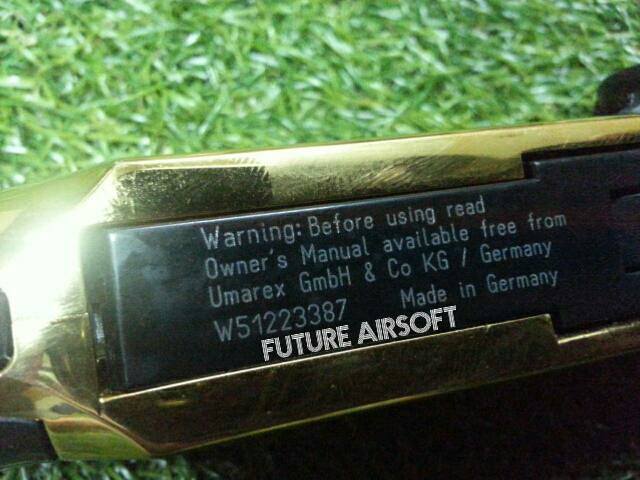 Warning: Before using read
Owner's Manual available free from
Umarex GmbH & Co KG / Germany
W51223387 Made in Germany
FUTURE AIRSOFT